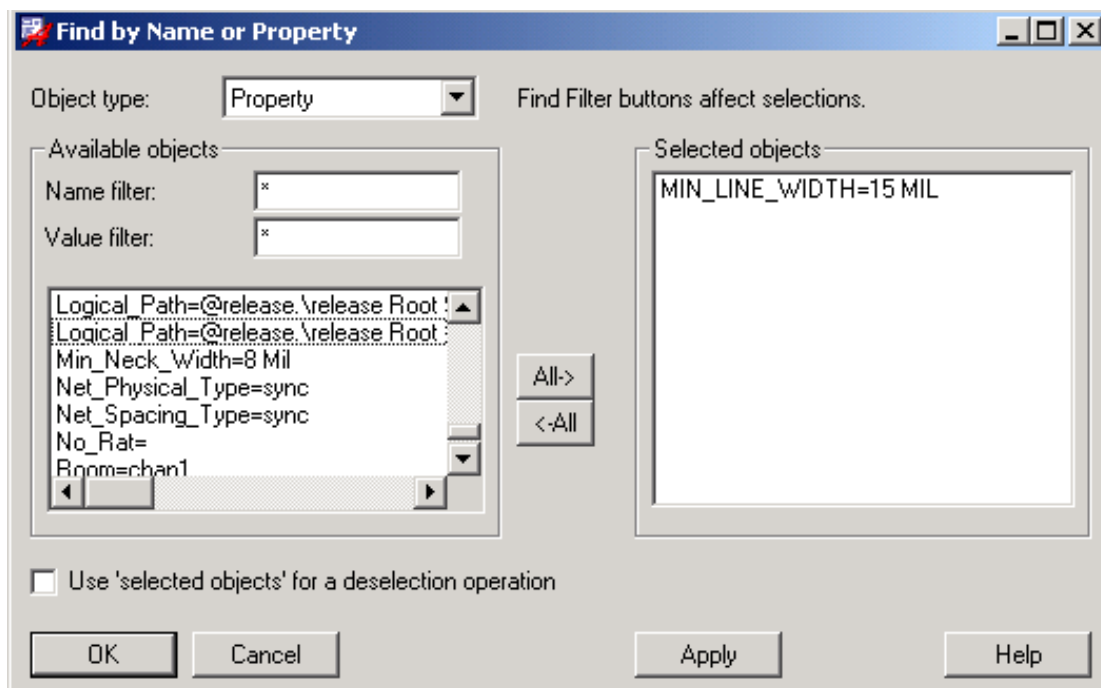 Find by Name or Property
Object type: Property Find Filter buttons affect selections.
Available objects
Name filter: *
Value filter: *
Logical_Path=@release.\release Root
Logical_Path=@release.\release Root
Min_Neck_Width=8 Mil
Net_Physical_Type=sync
Net_Spacing_Type=sync
No_Rat=
Room=chan1
All->
<-All
Selected objects
MIN_LINE_WIDTH=15 MIL
Use 'selected objects' for a deselection operation
OK Cancel Apply Help